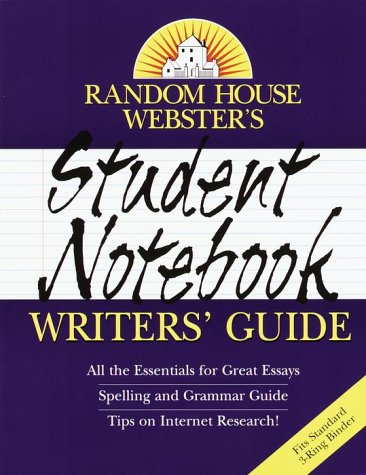 RANDOM HOUSE
WEBSTER'S
Student
Notebook
WRITERS' GUIDE
All the Essentials for Great Essays
Spelling and Grammar Guide
Tips on Internet Research!
Fits Standard
3-Ring Binder